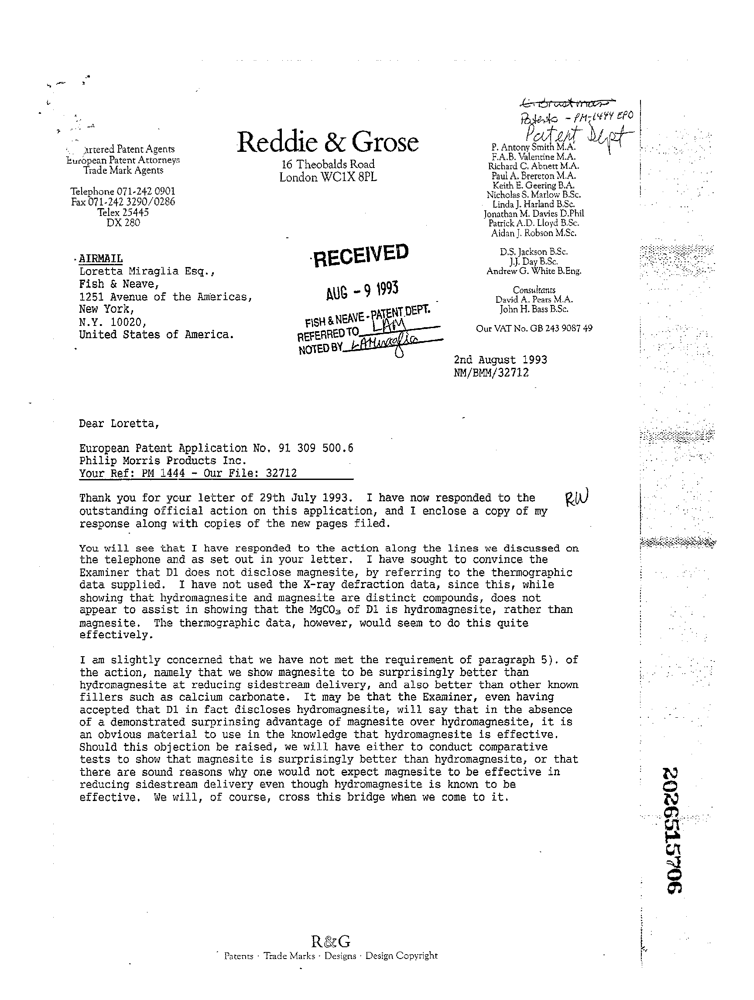 E. Brustman
Patents - PM-1444 EPO
Patent Dept
Reddie & Grose
16 Theobalds Road
London WC1X 8PL
artered Patent Agents
European Patent Attorneys
Trade Mark Agents
Telephone 071-242 0901
Fax 071-242 3290/0286
Telex 25445
DX 280
P. Antony Smith M.A.
F.A.B. Valentine M.A.
Richard C. Abnett M.A.
Paul A. Brereton M.A.
Keith E. Geering B.A.
Nicholas S. Marlow B.Sc.
Linda J. Harland B.Sc.
Jonathan M. Davies D.Phil
Patrick A.D. Lloyd B.Sc.
Aidan J. Robson M.Sc.
D.S. Jackson B.Sc.
J.J. Day B.Sc.
Andrew G. White B.Eng.
Consultants
David A. Pears M.A.
John H. Bass B.Sc.
Our VAT No. GB 243 9087 49
AIRMAIL
Loretta Miraglia Esq.,
Fish & Neave,
1251 Avenue of the Americas,
New York,
N.Y. 10020,
United States of America.
RECEIVED
AUG - 9 1993
FISH & NEAVE - PATENT DEPT.
REFERRED TO LAM
NOTED BY LAMiraglia
2nd August 1993
NM/BMM/32712
Dear Loretta,
European Patent Application No. 91 309 500.6
Philip Morris Products Inc.
Your Ref: PM 1444 - Our File: 32712
Thank you for your letter of 29th July 1993. I have now responded to the
outstanding official action on this application, and I enclose a copy of my
response along with copies of the new pages filed.
RW
You will see that I have responded to the action along the lines we discussed on
the telephone and as set out in your letter. I have sought to convince the
Examiner that D1 does not disclose magnesite, by referring to the thermographic
data supplied. I have not used the X-ray defraction data, since this, while
showing that hydromagnesite and magnesite are distinct compounds, does not
appear to assist in showing that the MgCO₃ of D1 is hydromagnesite, rather than
magnesite. The thermographic data, however, would seem to do this quite
effectively.
I am slightly concerned that we have not met the requirement of paragraph 5). of
the action, namely that we show magnesite to be surprisingly better than
hydromagnesite at reducing sidestream delivery, and also better than other known
fillers such as calcium carbonate. It may be that the Examiner, even having
accepted that D1 in fact discloses hydromagnesite, will say that in the absence
of a demonstrated surprinsing advantage of magnesite over hydromagnesite, it is
an obvious material to use in the knowledge that hydromagnesite is effective.
Should this objection be raised, we will have either to conduct comparative
tests to show that magnesite is surprisingly better than hydromagnesite, or that
there are sound reasons why one would not expect magnesite to be effective in
reducing sidestream delivery even though hydromagnesite is known to be
effective. We will, of course, cross this bridge when we come to it.
2026515706
R&G
Patents · Trade Marks · Designs · Design Copyright